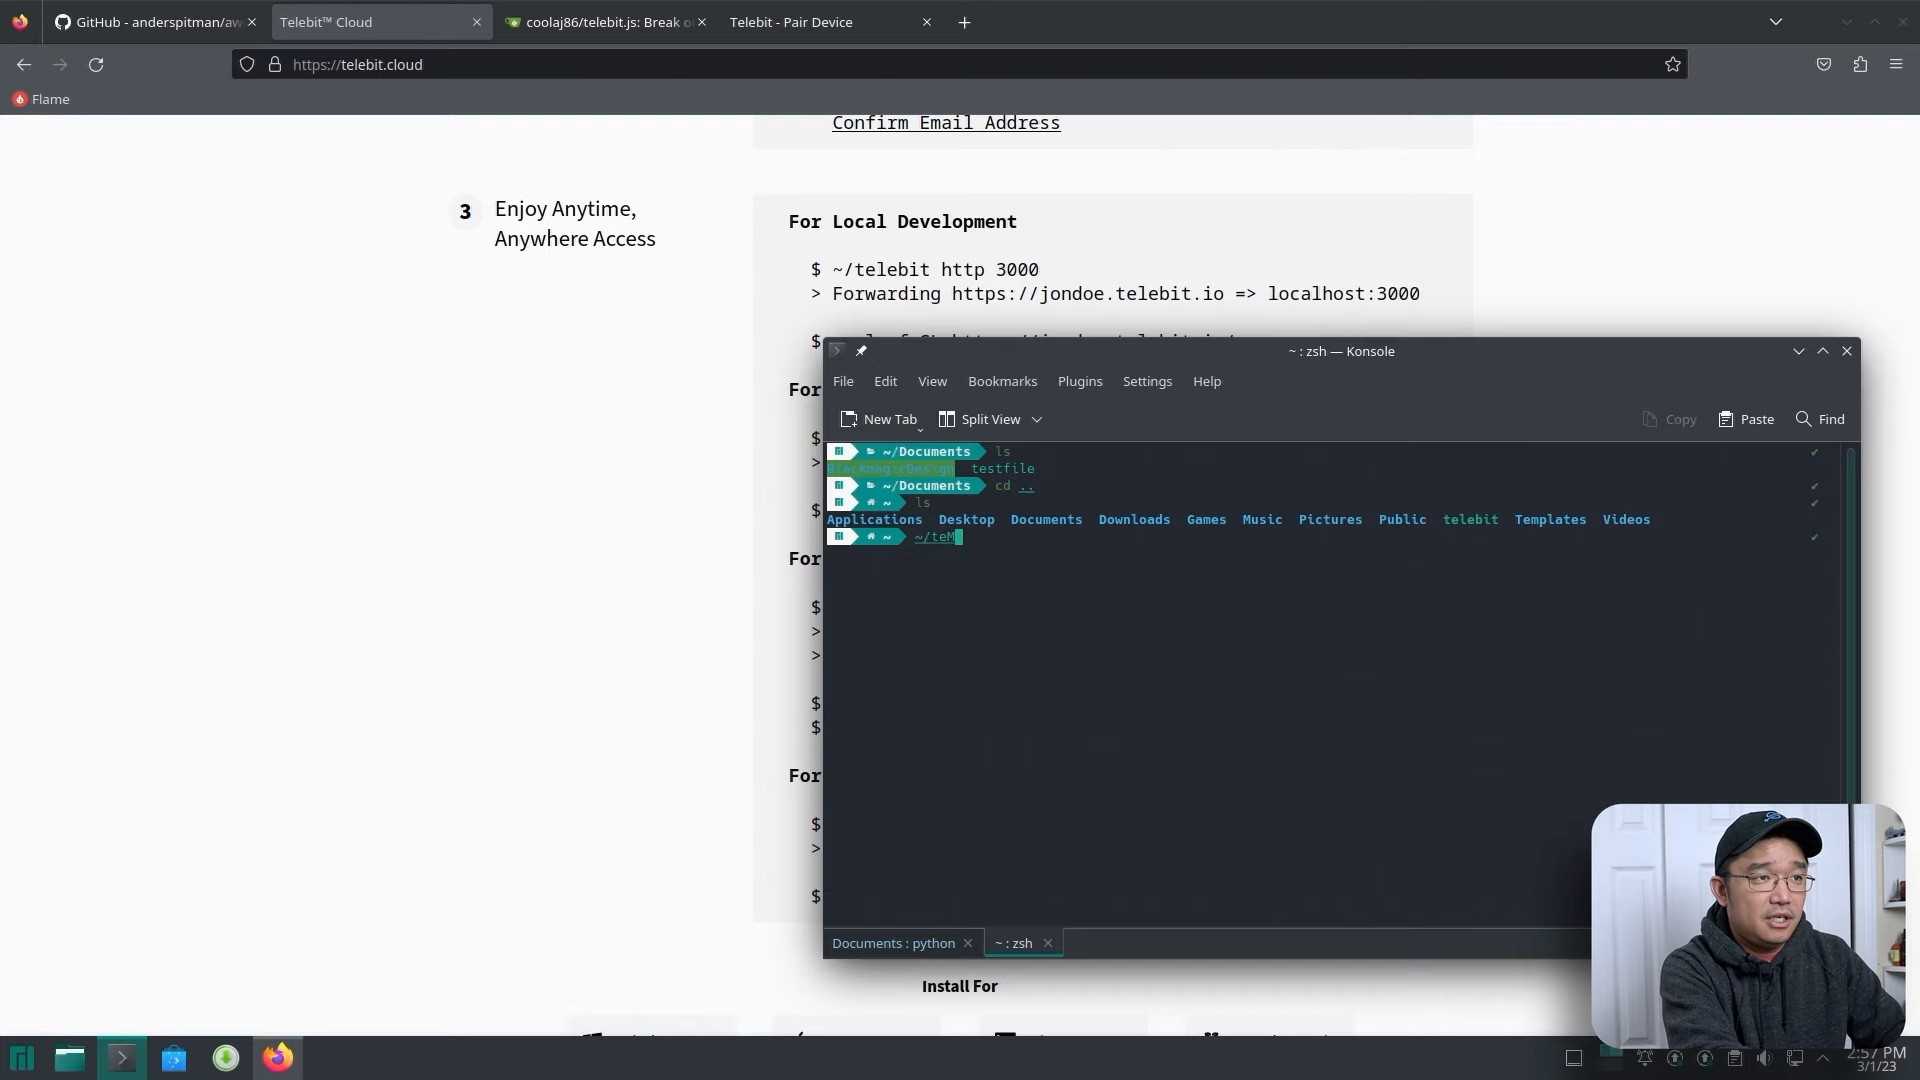 GitHub - anderspitman/aw
Telebit™ Cloud
coolaj86/telebit.js: Break o
Telebit - Pair Device
https://telebit.cloud
Flame
Confirm Email Address
3 Enjoy Anytime,
Anywhere Access
For Local Development
$ ~/telebit http 3000
> Forwarding https://jondoe.telebit.io => localhost:3000
$
For
$
>
$
For
$
>
>
$
$
For
$
>
$
~ : zsh — Konsole
File Edit View Bookmarks Plugins Settings Help
New Tab Split View Copy Paste Find
~/Documents ls
BlackmagicDesign testfile
~/Documents cd ..
~ ls
Applications Desktop Documents Downloads Games Music Pictures Public telebit Templates Videos
~ ~/teM
Documents : python
~ : zsh
Install For
2:57 PM
3/1/23